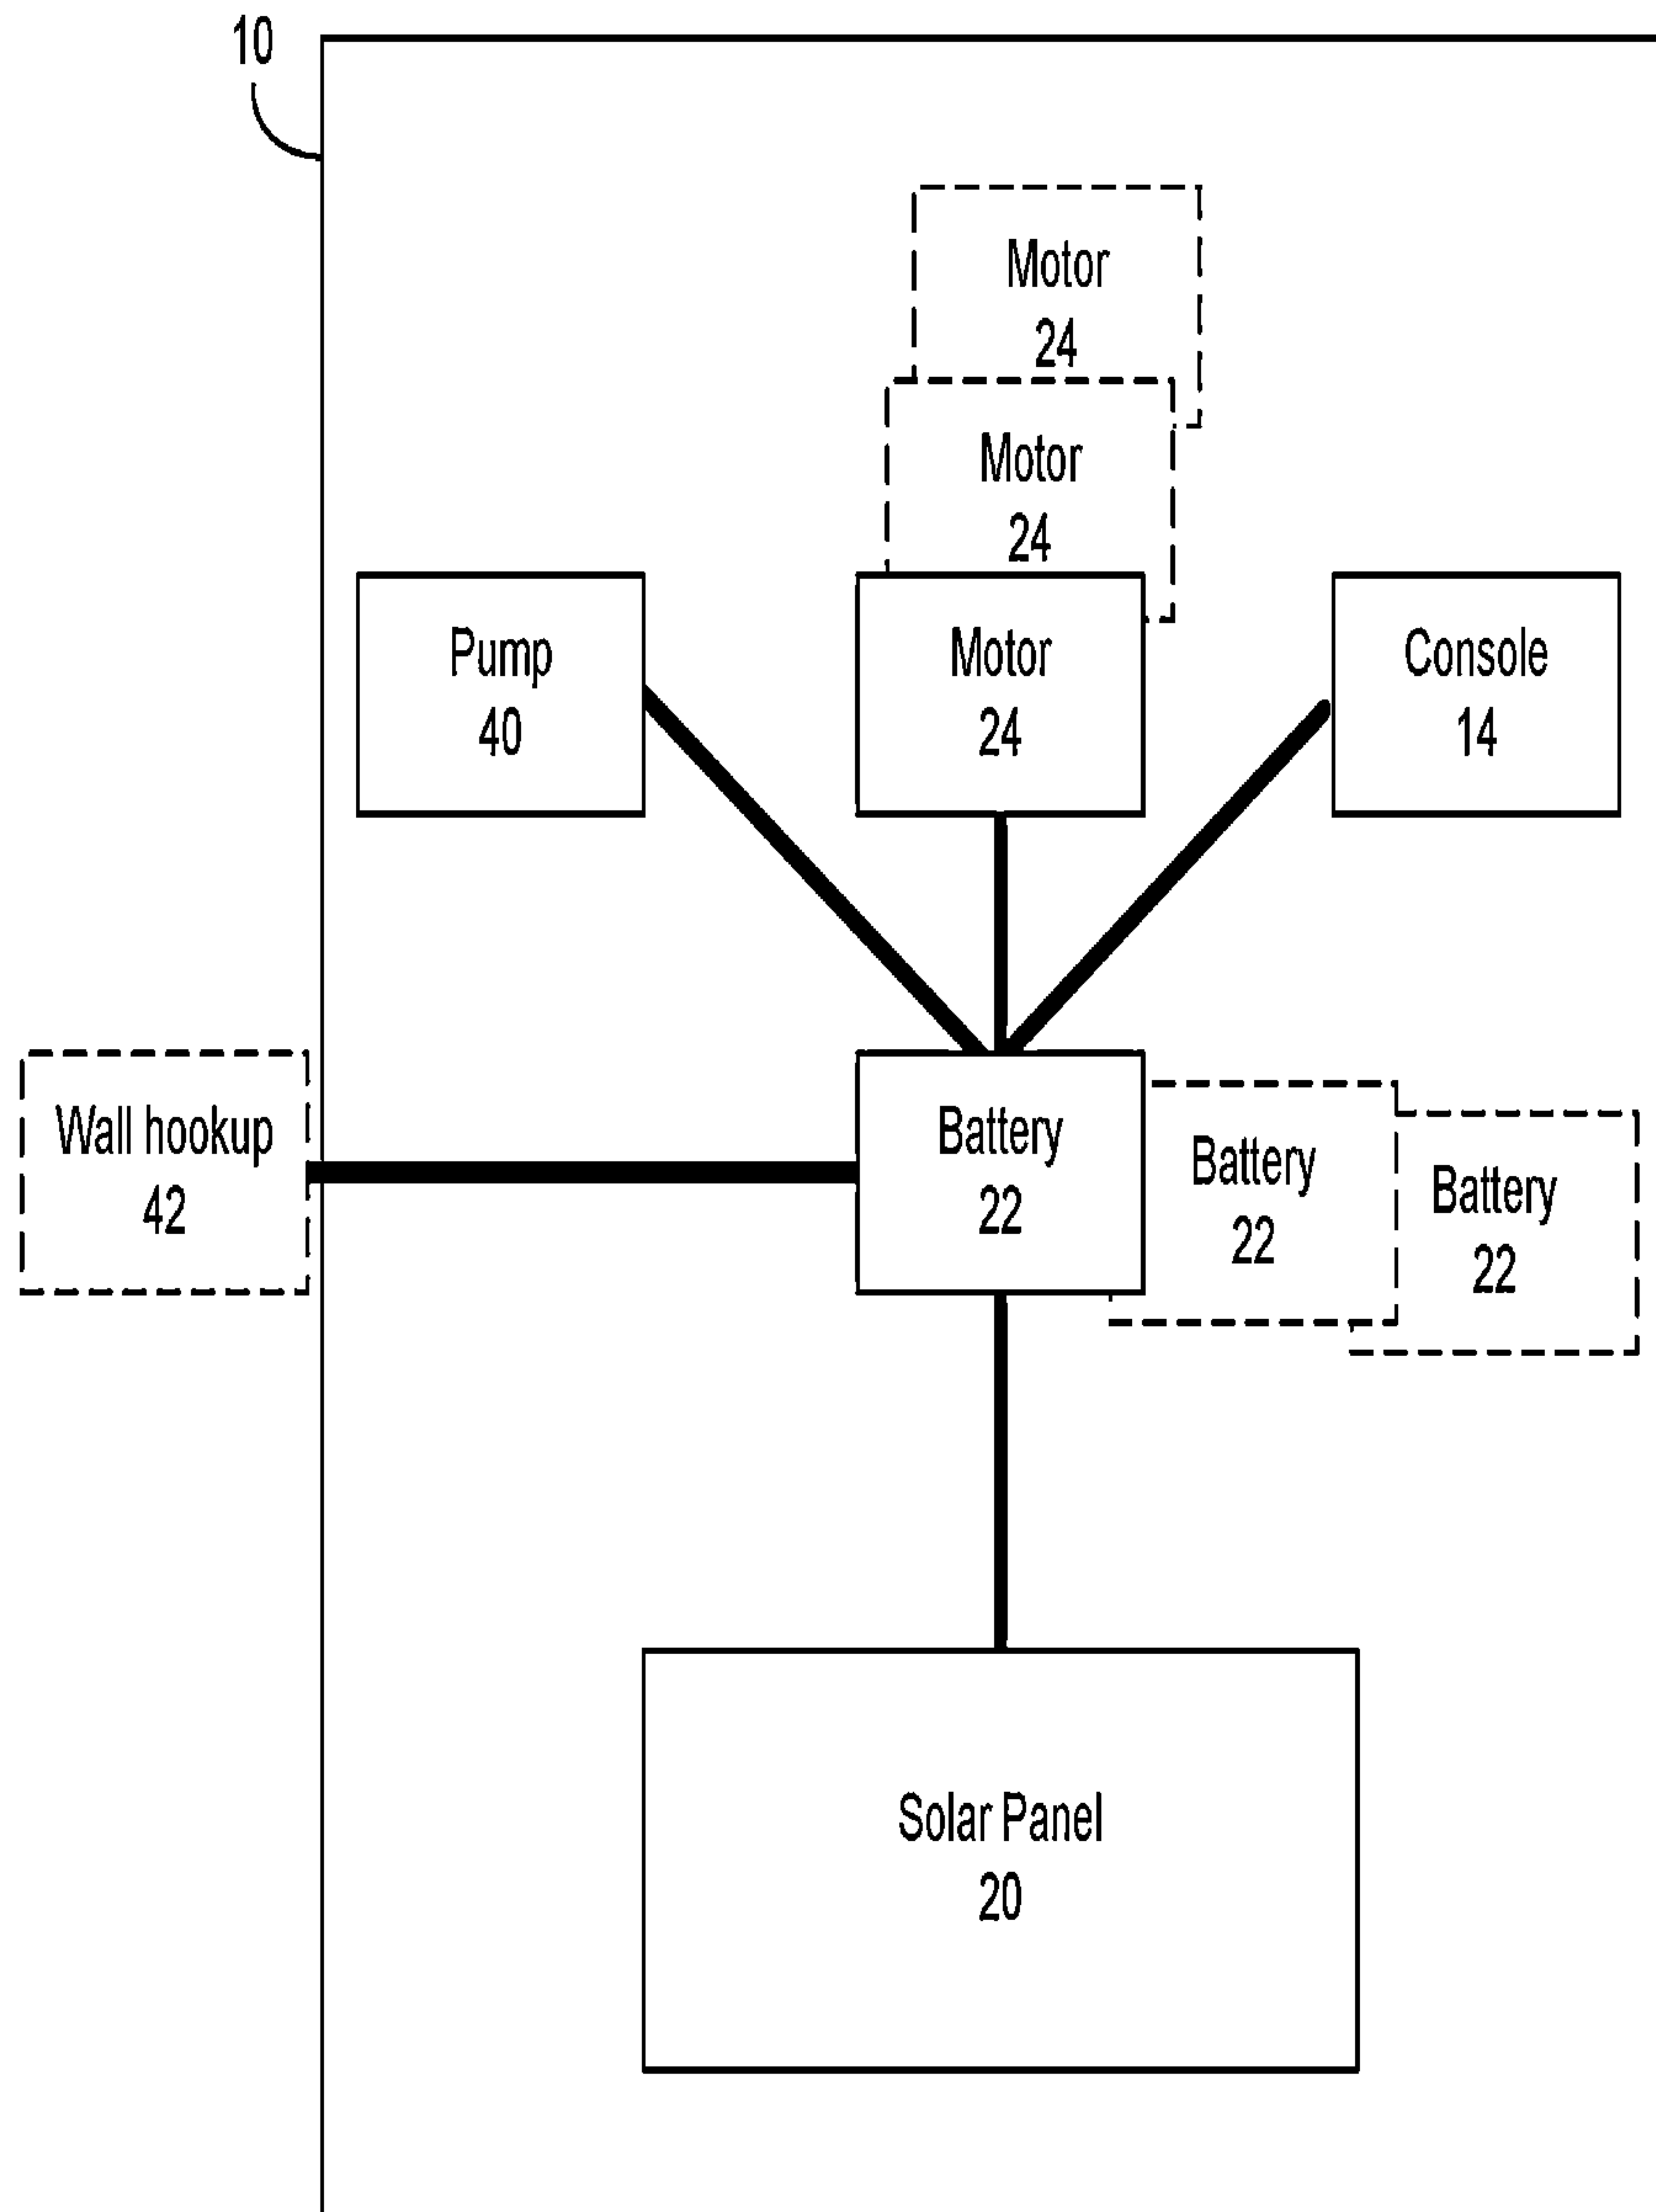 10
Motor
24
Motor
24
Pump
40
Motor
24
Console
14
Wall hookup
42
Battery
22
Battery
22
Battery
22
Solar Panel
20